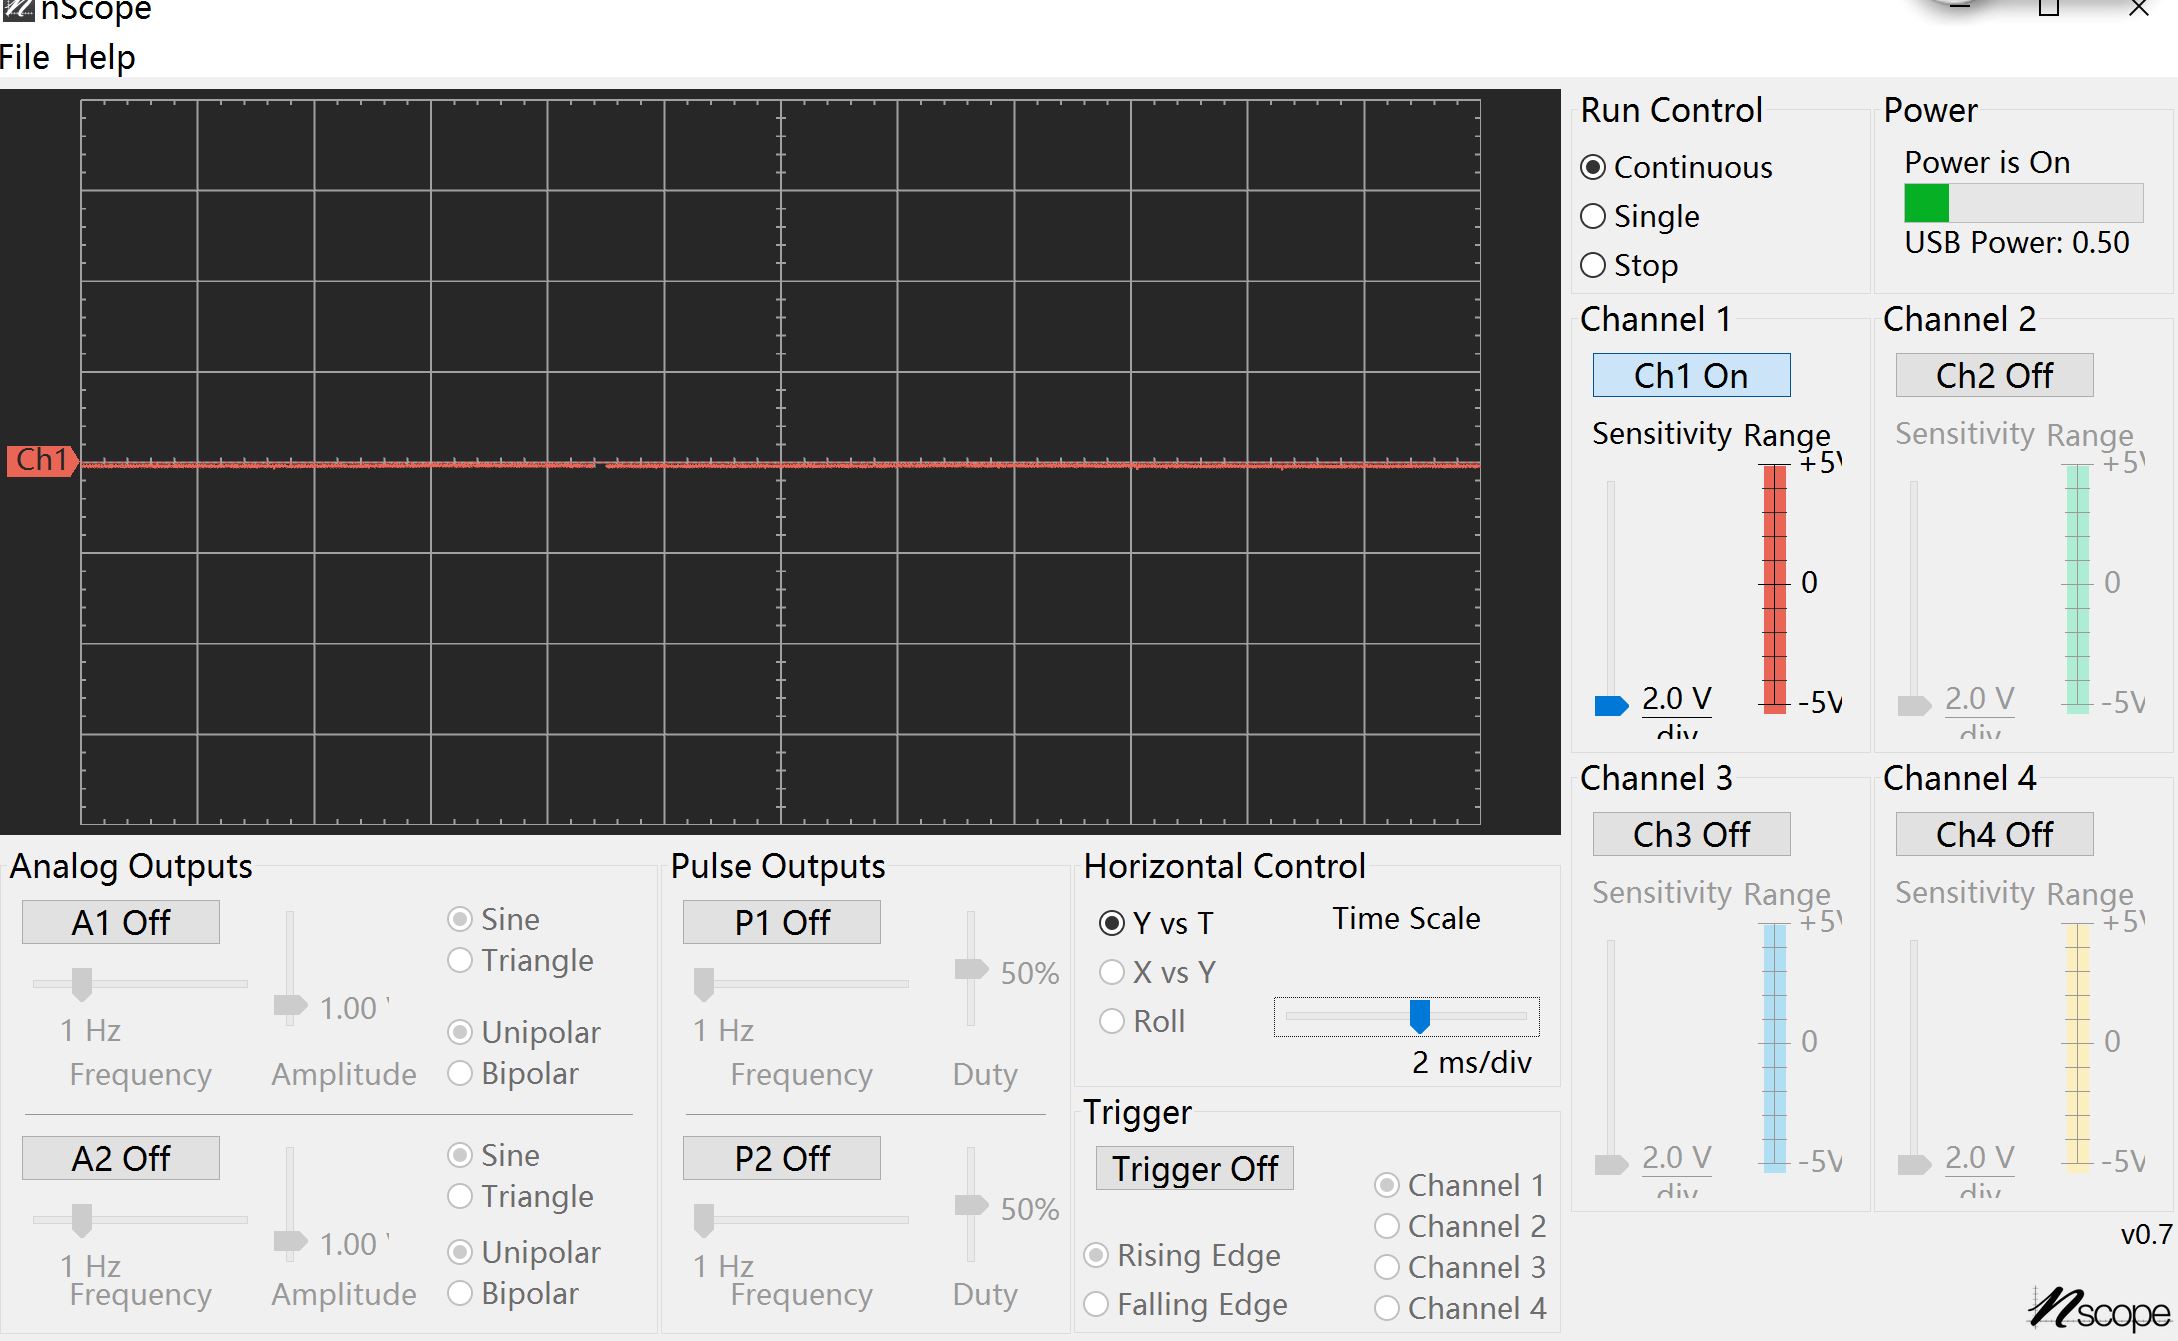 nScope
File Help
Ch1
Run Control
Continuous
Single
Stop
Power
Power is On
USB Power: 0.50
Channel 1
Ch1 On
Sensitivity Range
+5V
0
-5V
2.0 V
div
Channel 2
Ch2 Off
Sensitivity Range
+5V
0
-5V
2.0 V
div
Channel 3
Ch3 Off
Sensitivity Range
+5V
0
-5V
2.0 V
div
Channel 4
Ch4 Off
Sensitivity Range
+5V
0
-5V
2.0 V
div
Analog Outputs
A1 Off
1 Hz
Frequency
1.00
Amplitude
Sine
Triangle
Unipolar
Bipolar
A2 Off
1 Hz
Frequency
1.00
Amplitude
Sine
Triangle
Unipolar
Bipolar
Pulse Outputs
P1 Off
1 Hz
Frequency
50%
Duty
P2 Off
1 Hz
Frequency
50%
Duty
Horizontal Control
Y vs T
X vs Y
Roll
Time Scale
2 ms/div
Trigger
Trigger Off
Rising Edge
Falling Edge
Channel 1
Channel 2
Channel 3
Channel 4
v0.7
nscope